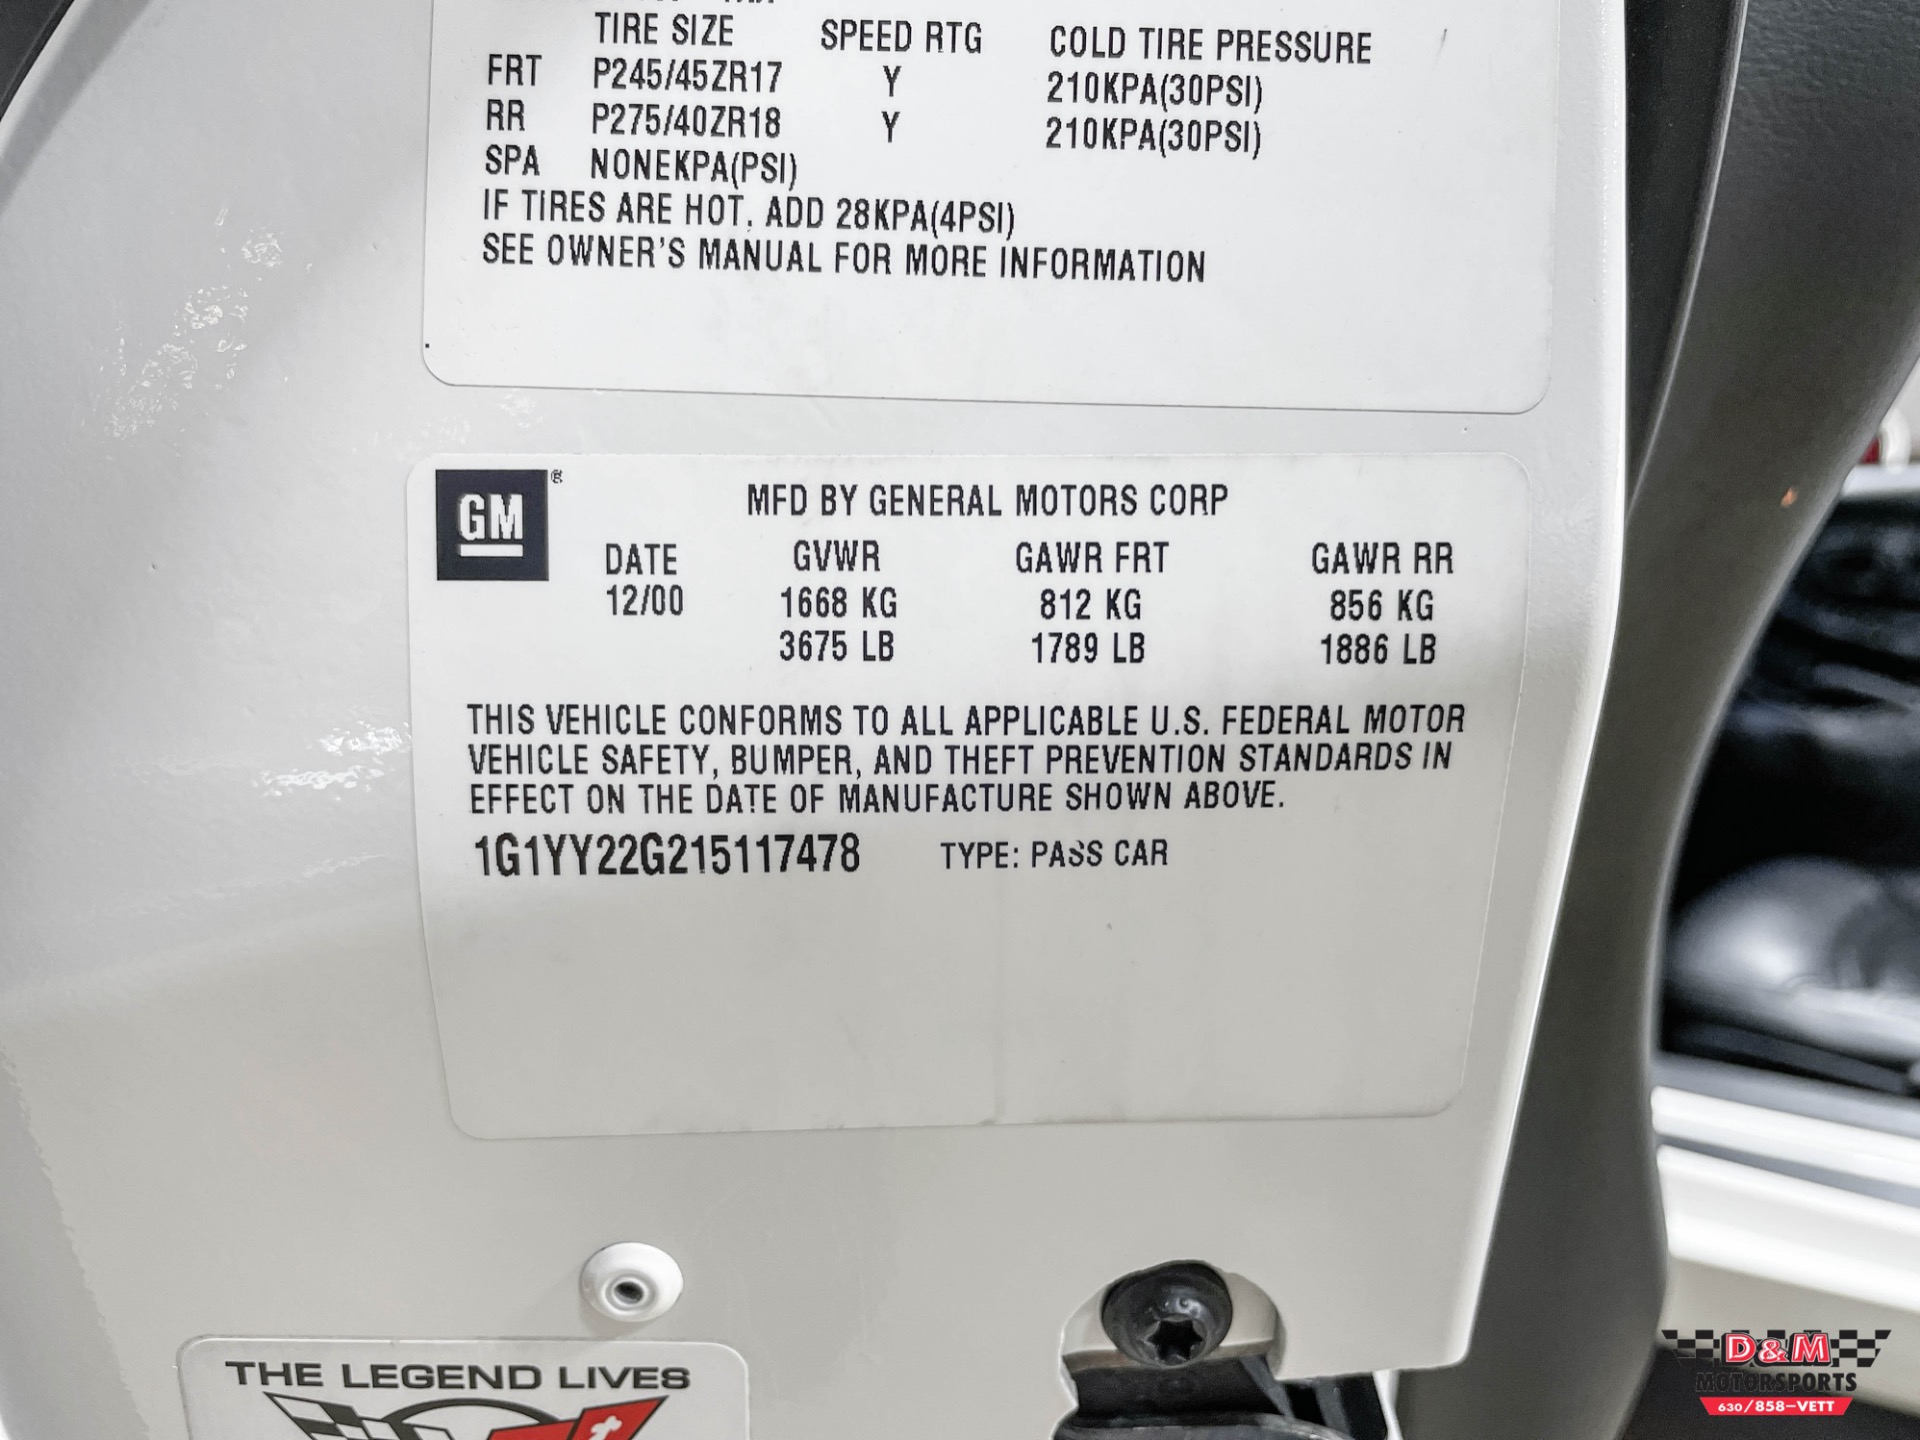 TIRE SIZE SPEED RTG COLD TIRE PRESSURE
FRT P245/45ZR17 Y 210KPA(30PSI)
RR P275/40ZR18 Y 210KPA(30PSI)
SPA NONEKPA(PSI)
IF TIRES ARE HOT, ADD 28KPA(4PSI)
SEE OWNER'S MANUAL FOR MORE INFORMATION
GM
MFD BY GENERAL MOTORS CORP
DATE GVWR GAWR FRT GAWR RR
12/00 1668 KG 812 KG 856 KG
3675 LB 1789 LB 1886 LB
THIS VEHICLE CONFORMS TO ALL APPLICABLE U.S. FEDERAL MOTOR
VEHICLE SAFETY, BUMPER, AND THEFT PREVENTION STANDARDS IN
EFFECT ON THE DATE OF MANUFACTURE SHOWN ABOVE.
1G1YY22G215117478 TYPE: PASS CAR
THE LEGEND LIVES
D&M
MOTORSPORTS
630/858-VETT